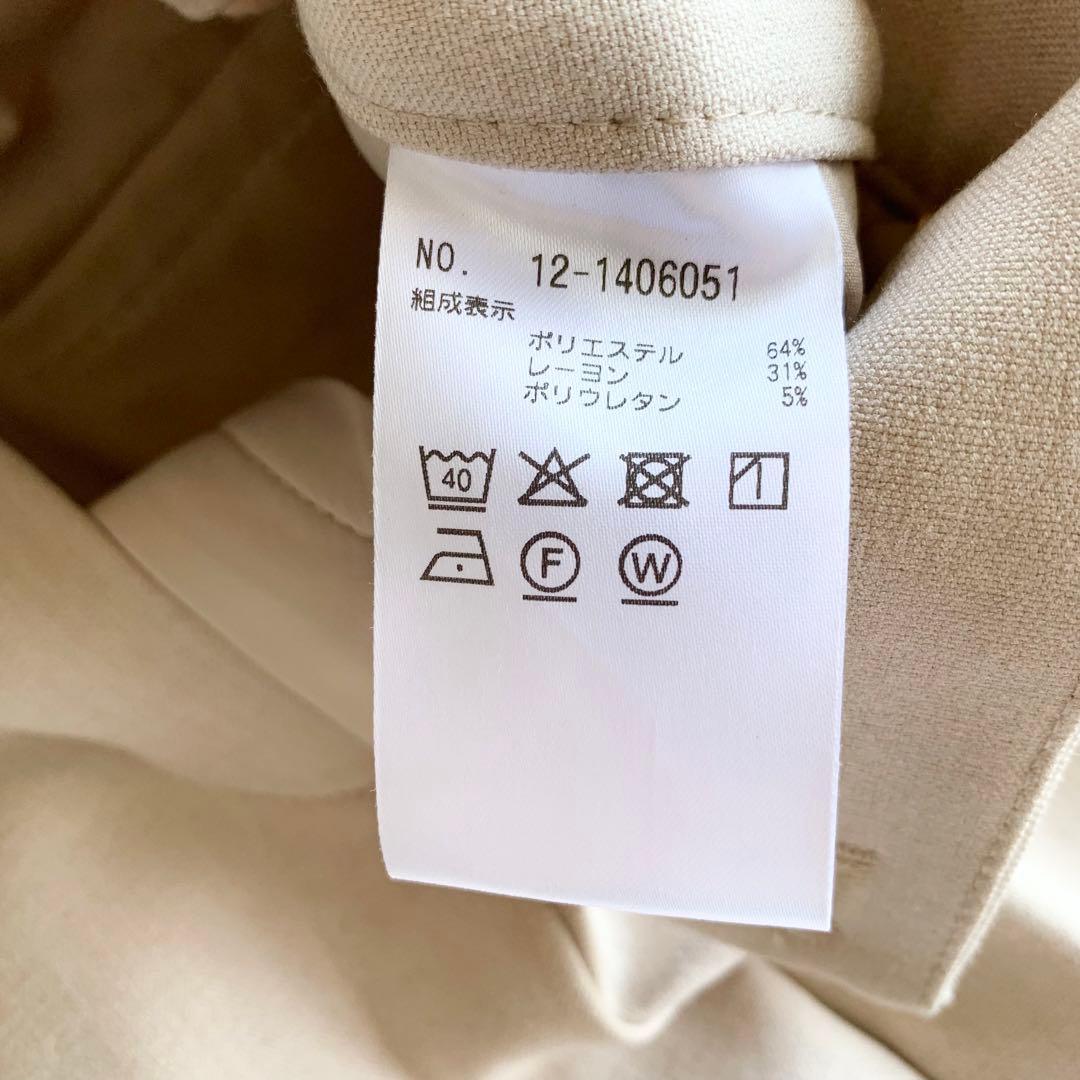 NO. 12-1406051
組成表示
ポリエステル 64%
レーヨン 31%
ポリウレタン 5%
40
F W